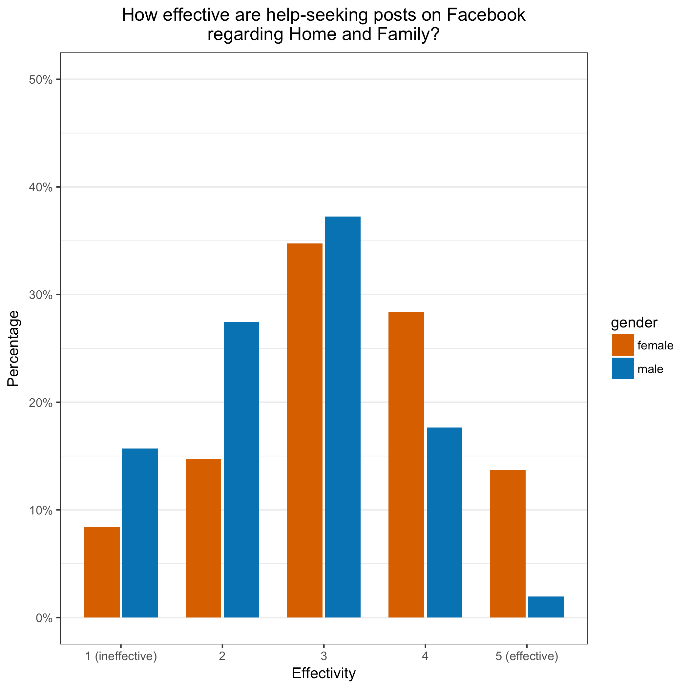 How effective are help-seeking posts on Facebook
regarding Home and Family?
50%
40%
30%
20%
10%
0%
Percentage
1 (ineffective)
2
3
4
5 (effective)
Effectivity
gender
female
male